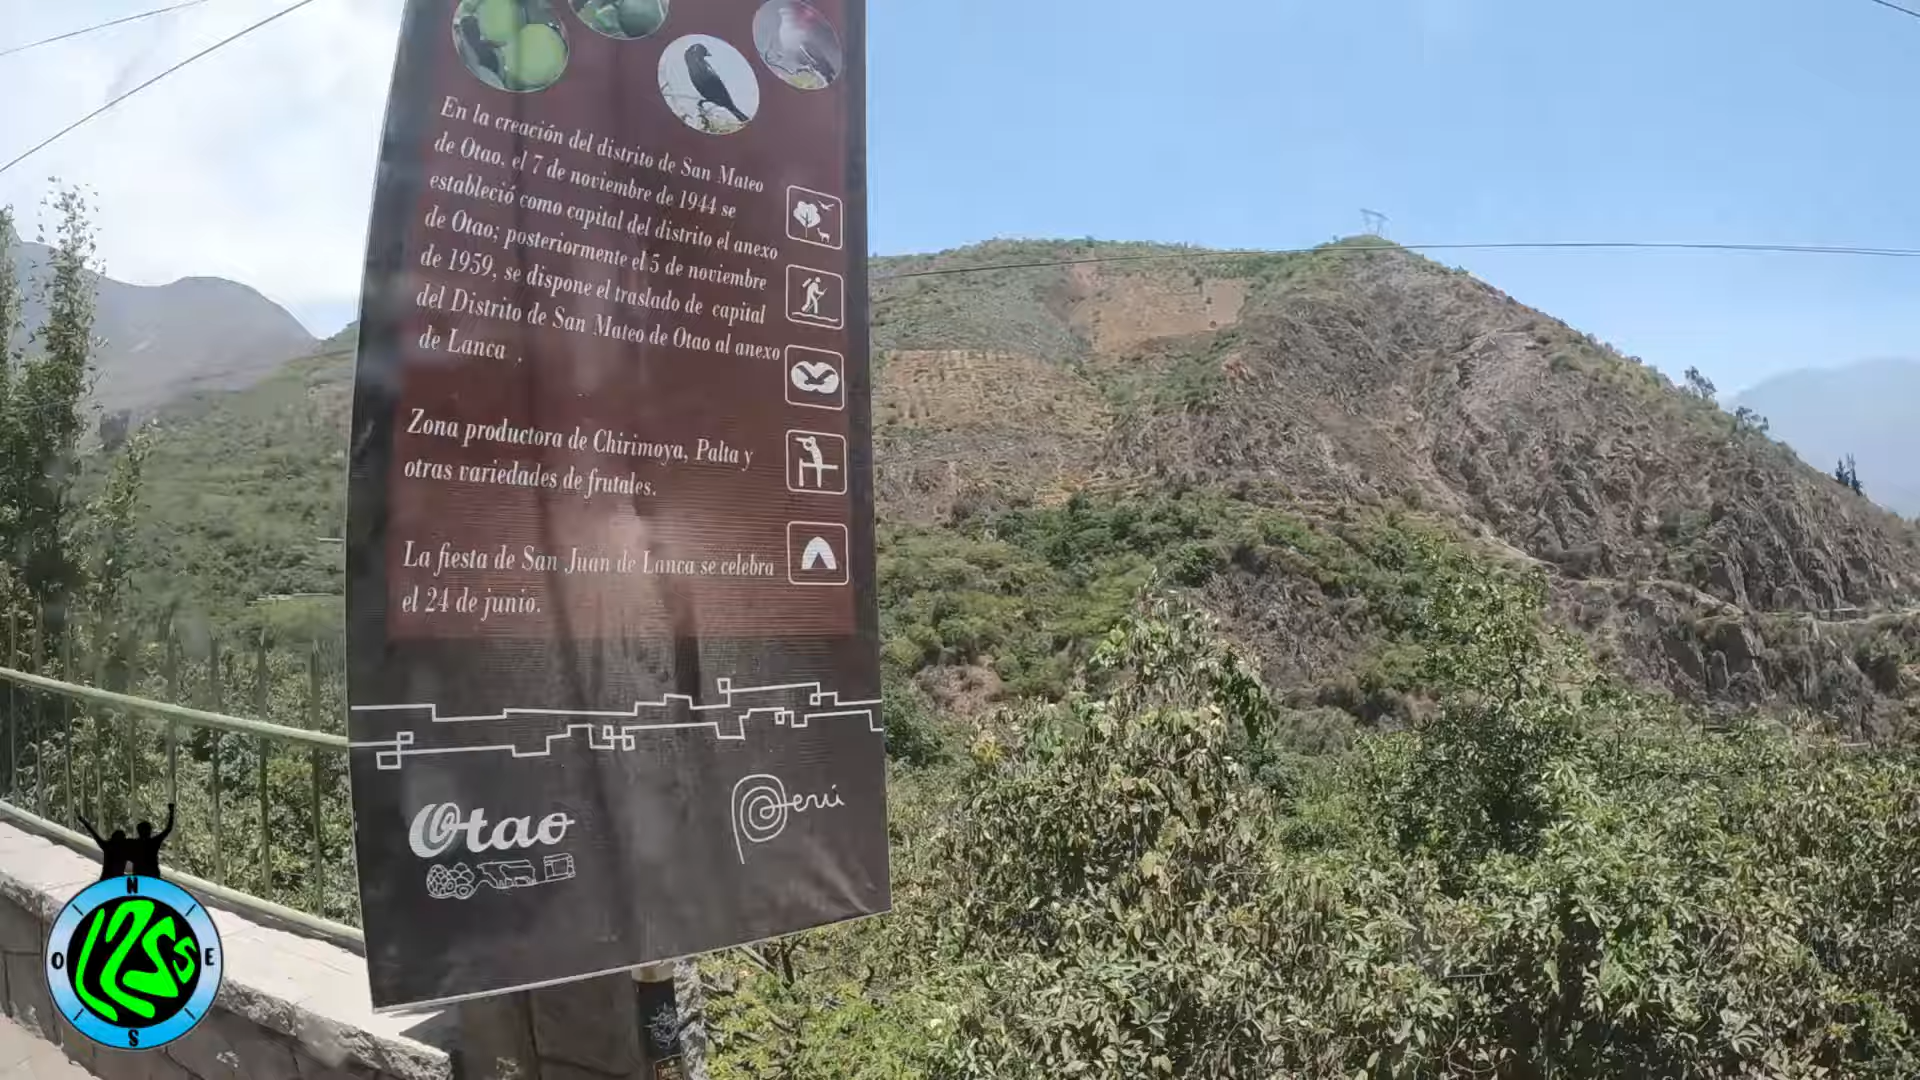 En la creación del distrito de San Mateo
de Otao, el 7 de noviembre de 1944 se
estableció como capital del distrito el anexo
de Otao; posteriormente el 5 de noviembre
de 1959, se dispone el traslado de capital
del Distrito de San Mateo de Otao al anexo
de Lanca .
Zona productora de Chirimoya, Palta y
otras variedades de frutales.
La fiesta de San Juan de Lanca se celebra
el 24 de junio.
Otao
Perú
N
O
E
S